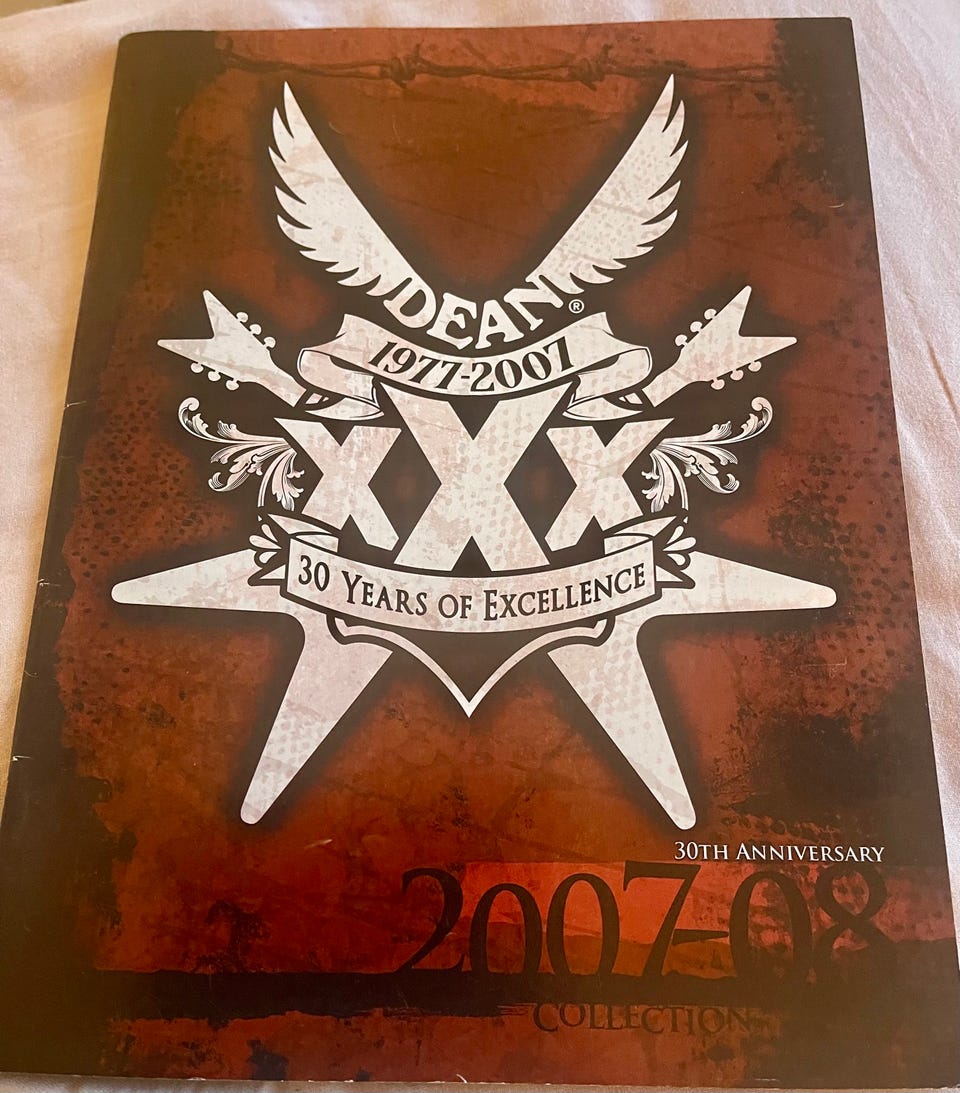 DEAN®
1977-2007
XXX
30 YEARS OF EXCELLENCE
30TH ANNIVERSARY
2007-08
COLLECTION